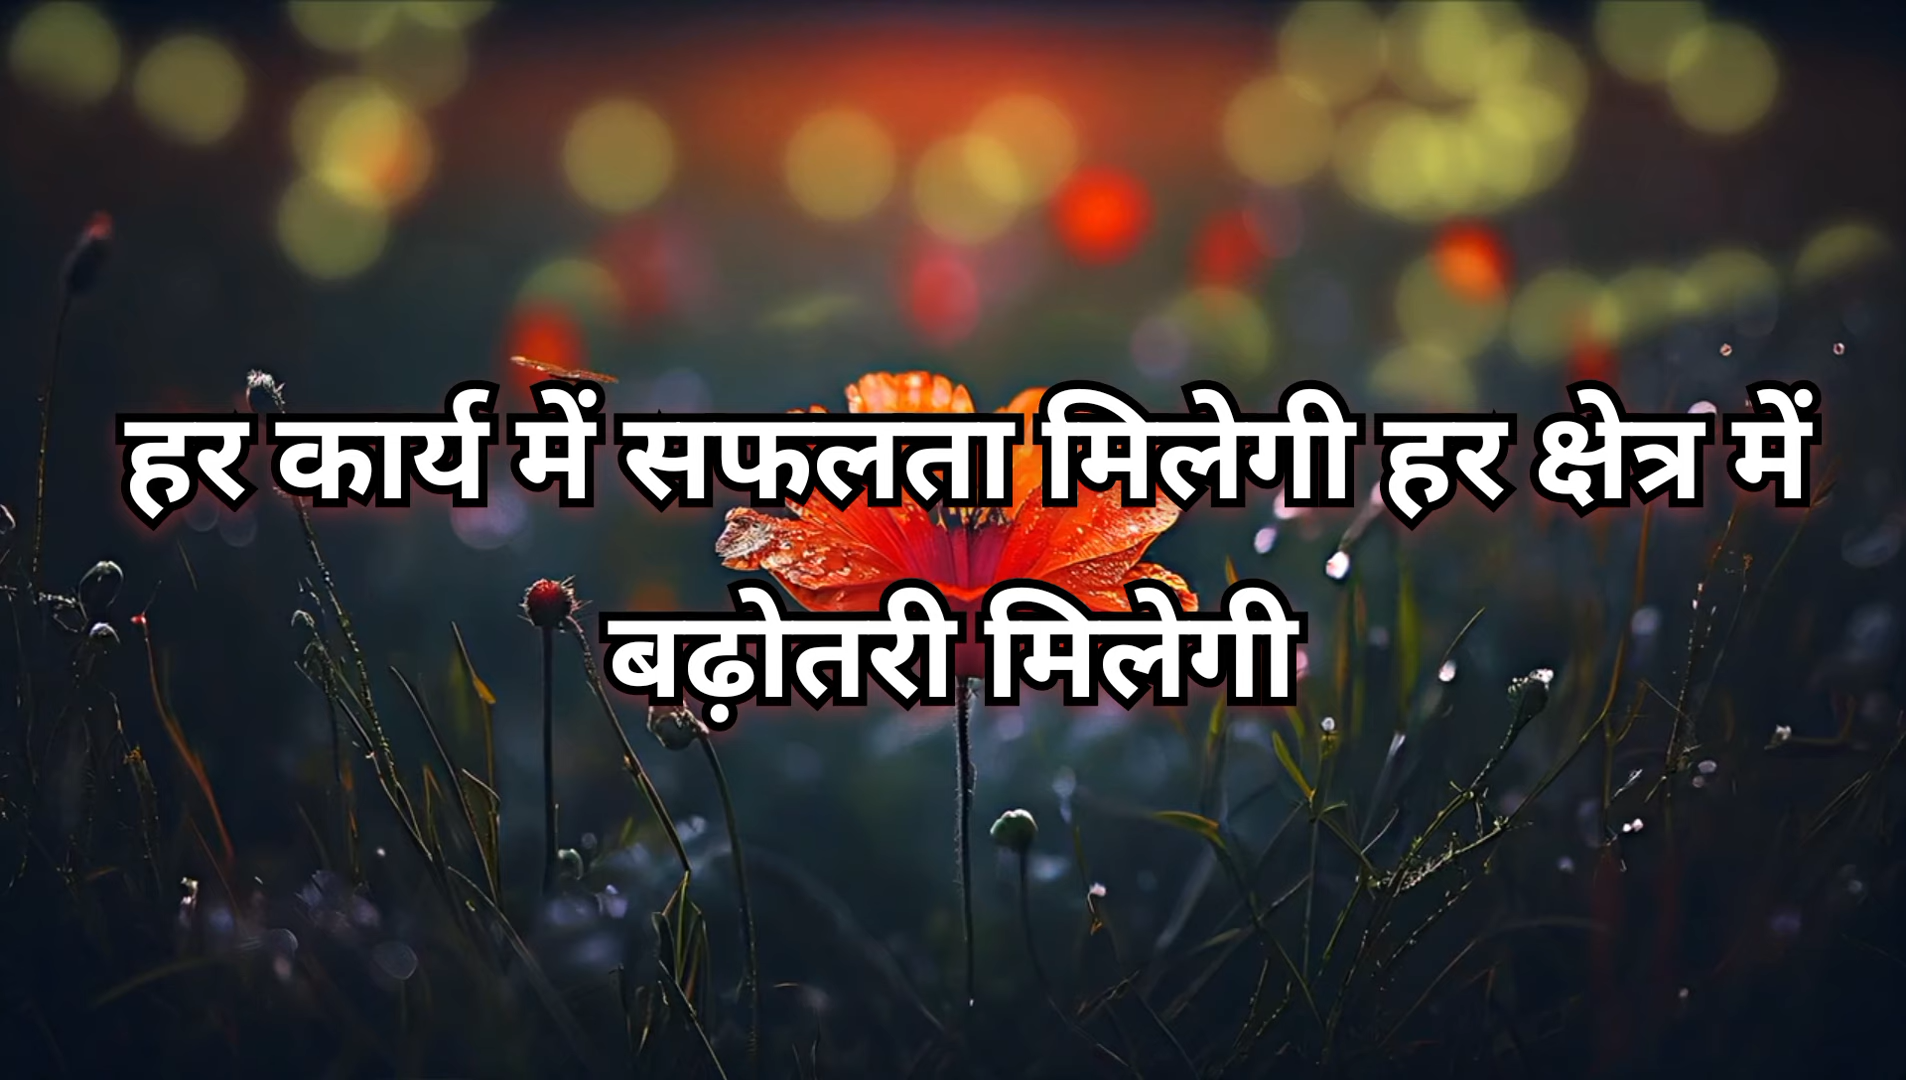 हर कार्य में सफलता मिलेगी हर क्षेत्र में
बढ़ोतरी मिलेगी